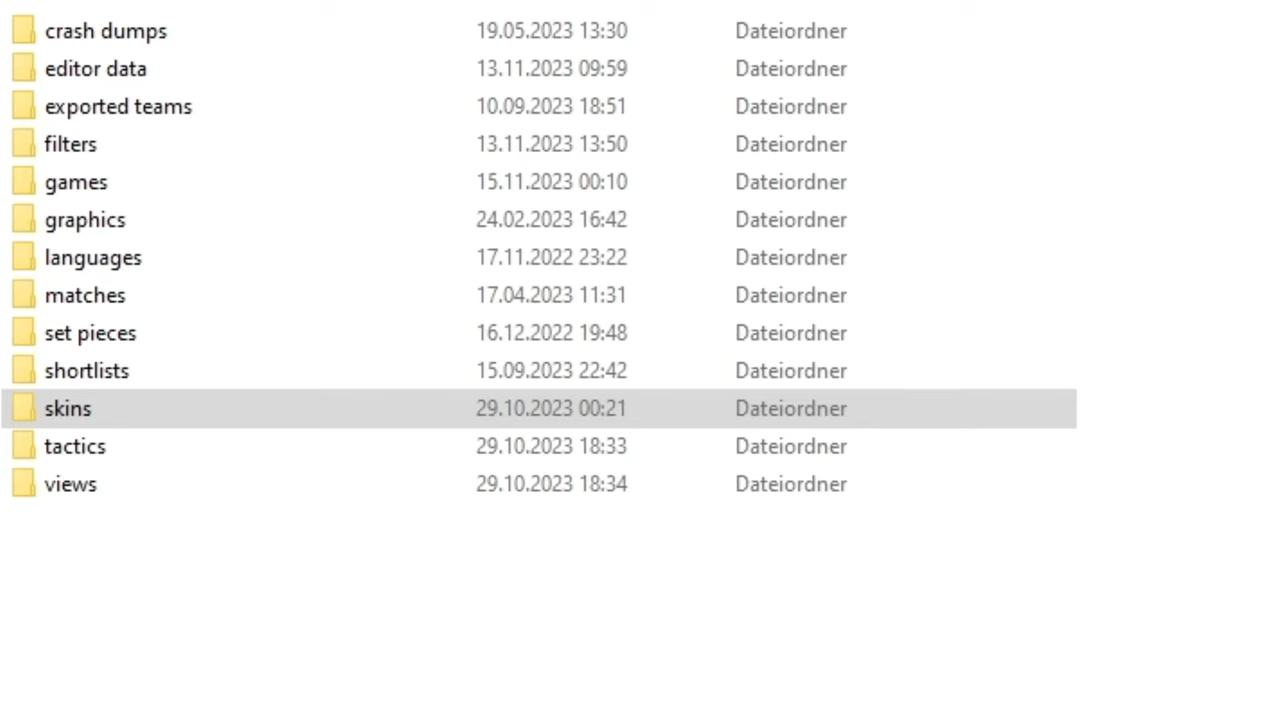 crash dumps 19.05.2023 13:30 Dateiordner
editor data 13.11.2023 09:59 Dateiordner
exported teams 10.09.2023 18:51 Dateiordner
filters 13.11.2023 13:50 Dateiordner
games 15.11.2023 00:10 Dateiordner
graphics 24.02.2023 16:42 Dateiordner
languages 17.11.2022 23:22 Dateiordner
matches 17.04.2023 11:31 Dateiordner
set pieces 16.12.2022 19:48 Dateiordner
shortlists 15.09.2023 22:42 Dateiordner
skins 29.10.2023 00:21 Dateiordner
tactics 29.10.2023 18:33 Dateiordner
views 29.10.2023 18:34 Dateiordner